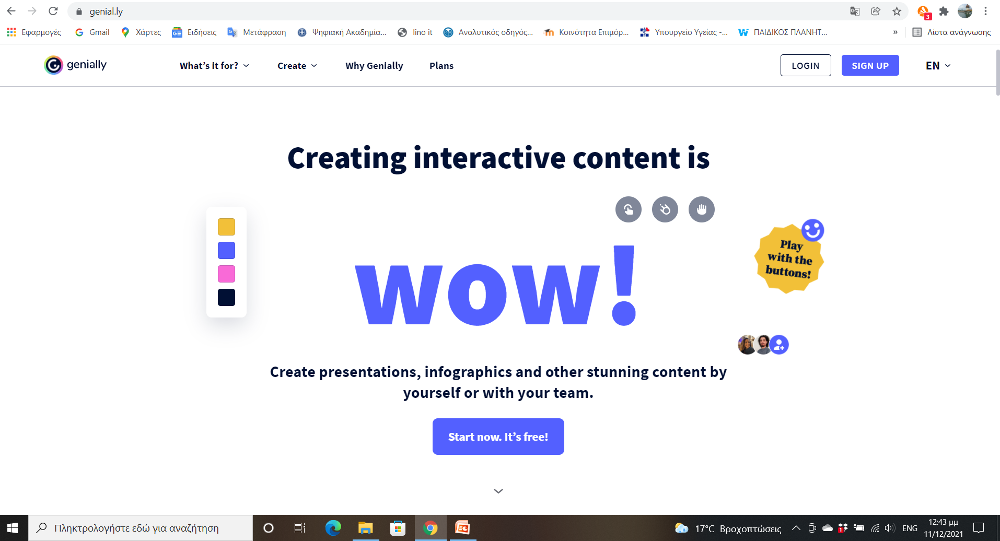 genial.ly
3
Εφαρμογές Gmail Χάρτες Ειδήσεις Μετάφραση Ψηφιακή Ακαδημία... lino it Αναλυτικός οδηγός... Κοινότητα Επιμόρ... Υπουργείο Υγείας -... ΠΑΙΔΙΚΟΣ ΠΛΑΝΗΤ... » Λίστα ανάγνωσης
genially What's it for? Create Why Genially Plans LOGIN SIGN UP EN
Creating interactive content is
Play
with the
buttons!
wow!
Create presentations, infographics and other stunning content by
yourself or with your team.
Start now. It's free!
Πληκτρολογήστε εδώ για αναζήτηση
17°C Βροχοπτώσεις
1
ENG
12:43 μμ
11/12/2021